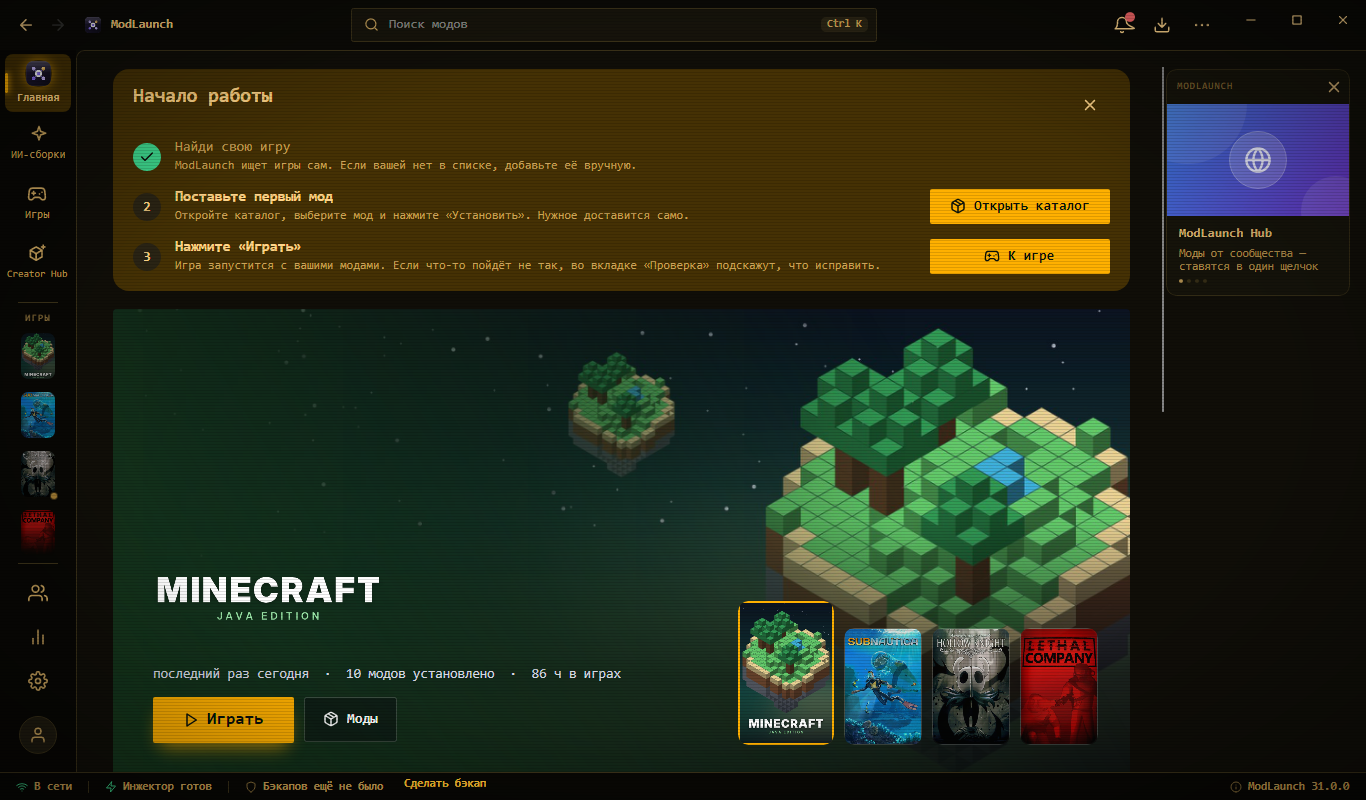 ModLaunch
Поиск модов
Ctrl K
Главная
ИИ-сборки
Игры
Creator Hub
ИГРЫ
MINECRAFT
Начало работы
Найди свою игру
ModLaunch ищет игры сам. Если вашей нет в списке, добавьте её вручную.
2
Поставьте первый мод
Откройте каталог, выберите мод и нажмите «Установить». Нужное доставится само.
Открыть каталог
3
Нажмите «Играть»
Игра запустится с вашими модами. Если что-то пойдёт не так, во вкладке «Проверка» подскажут, что исправить.
К игре
MODLAUNCH
ModLaunch Hub
Моды от сообщества —
ставятся в один щелчок
MINECRAFT
JAVA EDITION
последний раз сегодня · 10 модов установлено · 86 ч в играх
Играть
Моды
MINECRAFT
JAVA EDITION
SUBNAUTICA
HOLLOW KNIGHT
LETHAL
COMPANY
В сети
Инжектор готов
Бэкапов ещё не было
Сделать бэкап
ModLaunch 31.0.0